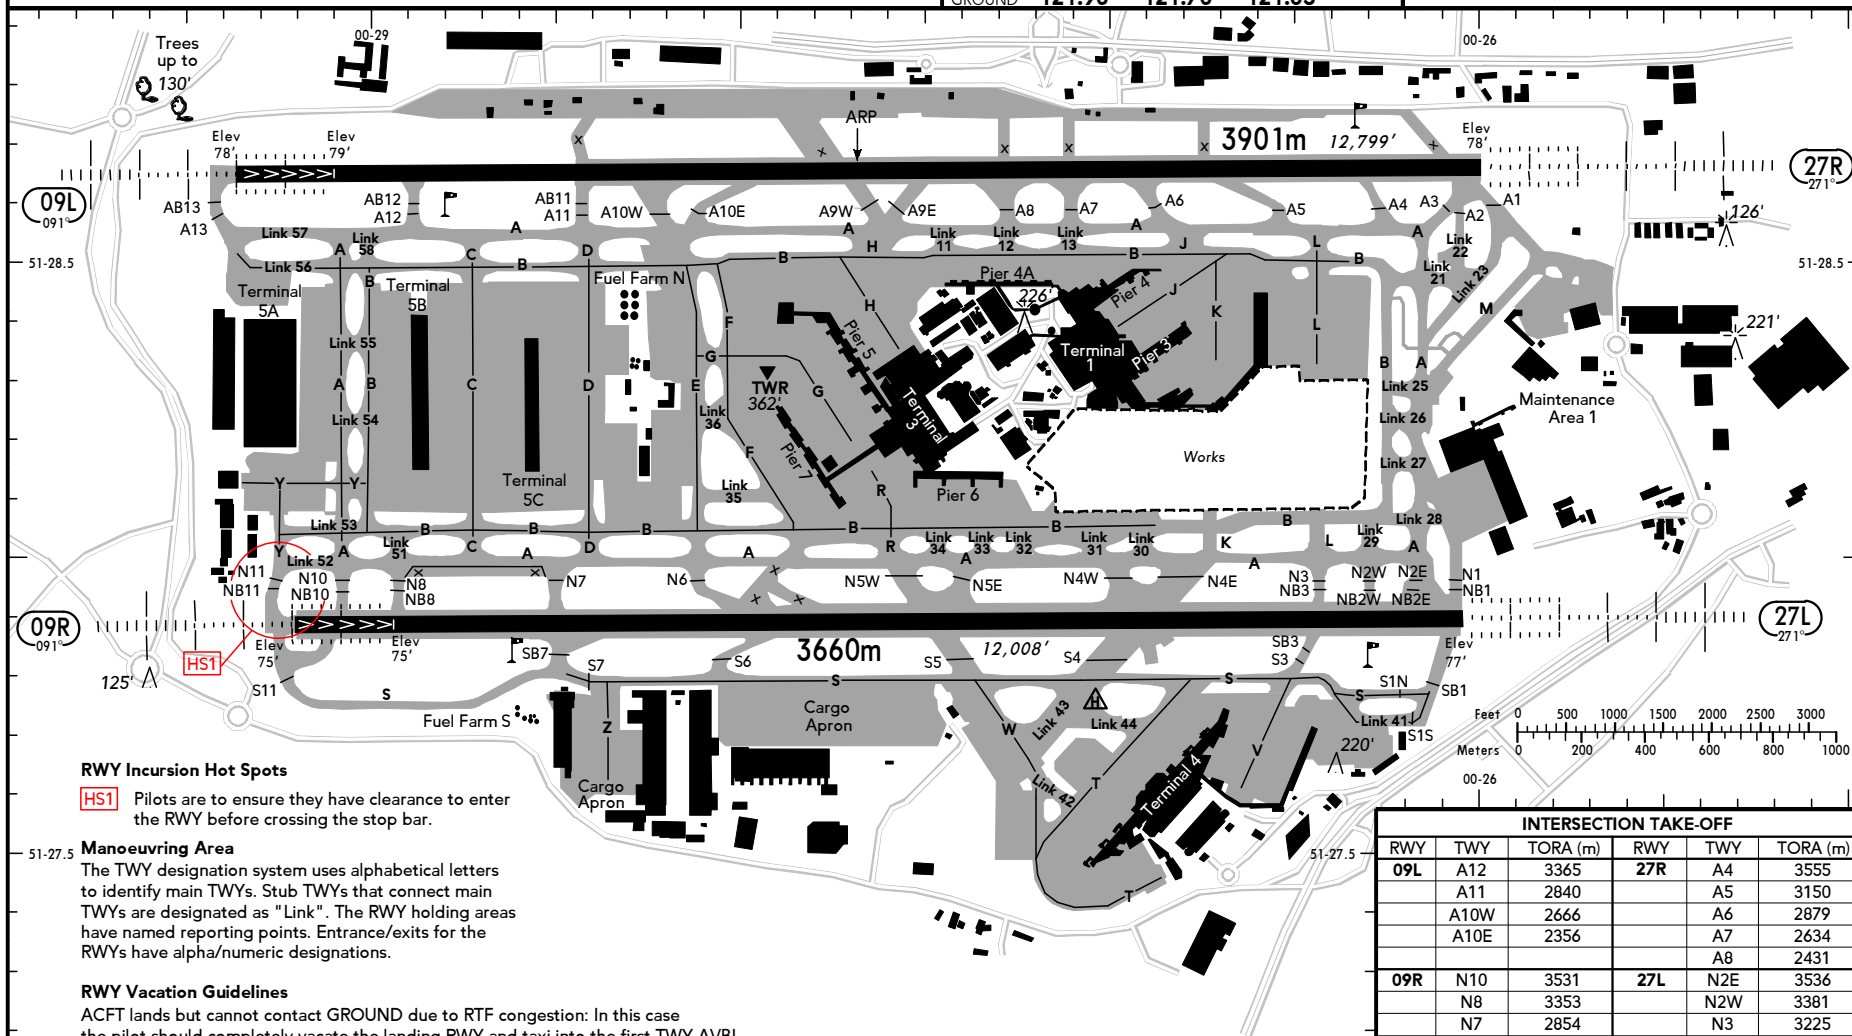 Trees
up to
130'
00-29
00-26
ARP
3901m
12,799'
Elev
78'
Elev
79'
Elev
78'
09L
091°
27R
271°
AB13
A13
AB12
A12
AB11
A11
A10W
A10E
A9W
A9E
A8
A7
A6
A5
A4
A3
A2
A1
126'
Link 57
Link
58
A
A
C
D
A
H
Link
11
Link
12
Link
13
A
J
L
A
Link
22
51-28.5
Link 56
B
B
B
B
B
Link
21
Link 23
M
51-28.5
Terminal
5A
Terminal
5B
Fuel Farm N
Pier 4A
226'
Pier 4
J
K
L
H
F
Pier 5
Link 55
G
E
TWR
362'
G
Terminal
1
Pier 3
221'
A
B
C
D
B
A
Link 25
Maintenance
Area 1
Link 54
Link
36
Terminal
3
Link 26
F
Pier 7
Works
Link 27
Y
Y
Terminal
5C
Link
35
R
Pier 6
Link 53
B
B
B
B
B
B
Link 28
Y
Link 52
A
Link
51
C
A
D
A
R
Link
34
Link
33
Link
32
Link
31
Link
30
A
K
A
L
Link
29
A
N11
NB11
N10
NB10
N8
NB8
N7
N6
N5W
N5E
N4W
N4E
N3
NB3
N2W
NB2W
N2E
NB2E
N1
NB1
09R
091°
27L
271°
Elev
75'
Elev
75'
3660m
12,008'
Elev
77'
HS1
125'
S11
S
SB7
S7
S6
S5
S4
SB3
S3
S
S
S
S1N
SB1
Link 41
S1S
220'
Fuel Farm S
Z
Cargo
Apron
Cargo
Apron
W
Link 43
H
Link 44
T
Link 42
Terminal 4
V
T
Feet
0 500 1000 1500 2000 2500 3000
Meters
0 200 400 600 800 1000
00-26
51-27.5
51-27.5
RWY Incursion Hot Spots
HS1 Pilots are to ensure they have clearance to enter
the RWY before crossing the stop bar.
Manoeuvring Area
The TWY designation system uses alphabetical letters
to identify main TWYs. Stub TWYs that connect main
TWYs are designated as "Link". The RWY holding areas
have named reporting points. Entrance/exits for the
RWYs have alpha/numeric designations.
RWY Vacation Guidelines
ACFT lands but cannot contact GROUND due to RTF congestion: In this case
INTERSECTION TAKE-OFF
RWY TWY TORA (m) RWY TWY TORA (m)
09L A12 3365 27R A4 3555
A11 2840 A5 3150
A10W 2666 A6 2879
A10E 2356 A7 2634
A8 2431
09R N10 3531 27L N2E 3536
N8 3353 N2W 3381
N7 2854 N3 3225